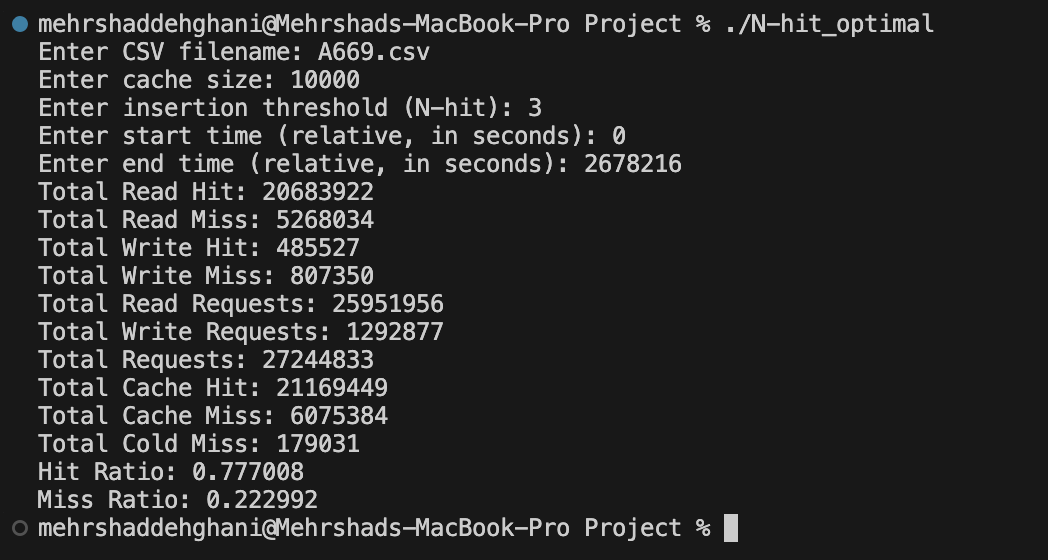 mehrshaddehghani@Mehrshads-MacBook-Pro Project % ./N-hit_optimal
Enter CSV filename: A669.csv
Enter cache size: 10000
Enter insertion threshold (N-hit): 3
Enter start time (relative, in seconds): 0
Enter end time (relative, in seconds): 2678216
Total Read Hit: 20683922
Total Read Miss: 5268034
Total Write Hit: 485527
Total Write Miss: 807350
Total Read Requests: 25951956
Total Write Requests: 1292877
Total Requests: 27244833
Total Cache Hit: 21169449
Total Cache Miss: 6075384
Total Cold Miss: 179031
Hit Ratio: 0.777008
Miss Ratio: 0.222992
mehrshaddehghani@Mehrshads-MacBook-Pro Project %